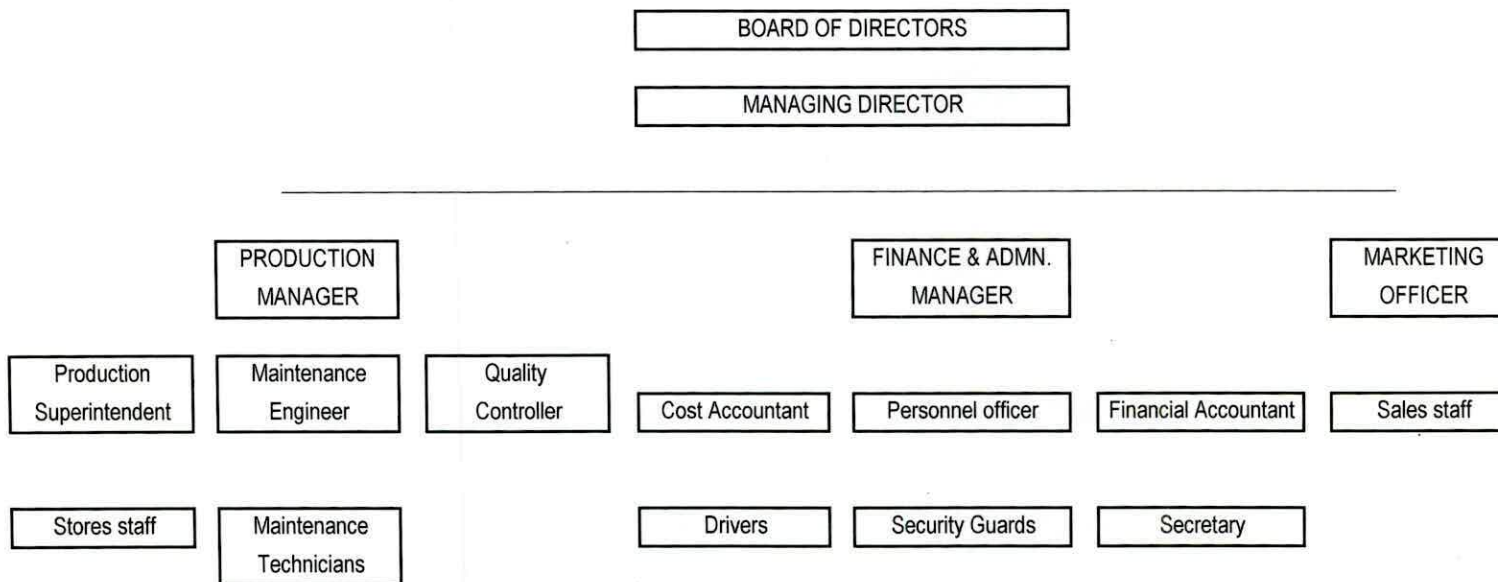 BOARD OF DIRECTORS
MANAGING DIRECTOR
PRODUCTION
MANAGER
FINANCE & ADMN.
MANAGER
MARKETING
OFFICER
Production
Superintendent
Maintenance
Engineer
Quality
Controller
Cost Accountant
Personnel officer
Financial Accountant
Sales staff
Stores staff
Maintenance
Technicians
Drivers
Security Guards
Secretary